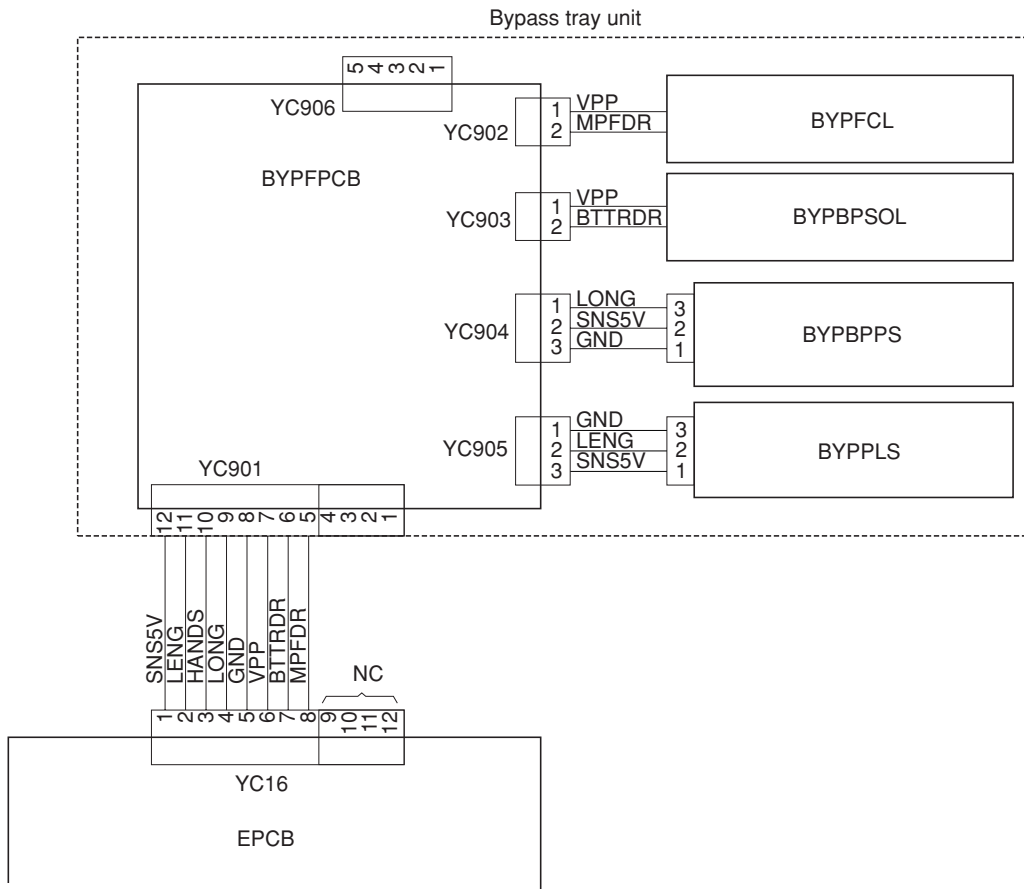 Bypass tray unit
5 4 3 2 1
YC906
YC902
1 VPP
2 MPFDR
BYPFCL
BYPFPCB
YC903
1 VPP
2 BTTRDR
BYPBPSOL
YC904
1 LONG 3
2 SNS5V 2
3 GND 1
BYPBPPS
YC905
1 GND 3
2 LENG 2
3 SNS5V 1
BYPPLS
YC901
12 11 10 9 8 7 6 5 4 3 2 1
SNS5V
LENG
HANDS
LONG
GND
VPP
BTTRDR
MPFDR
NC
1 2 3 4 5 6 7 8 9 10 11 12
YC16
EPCB